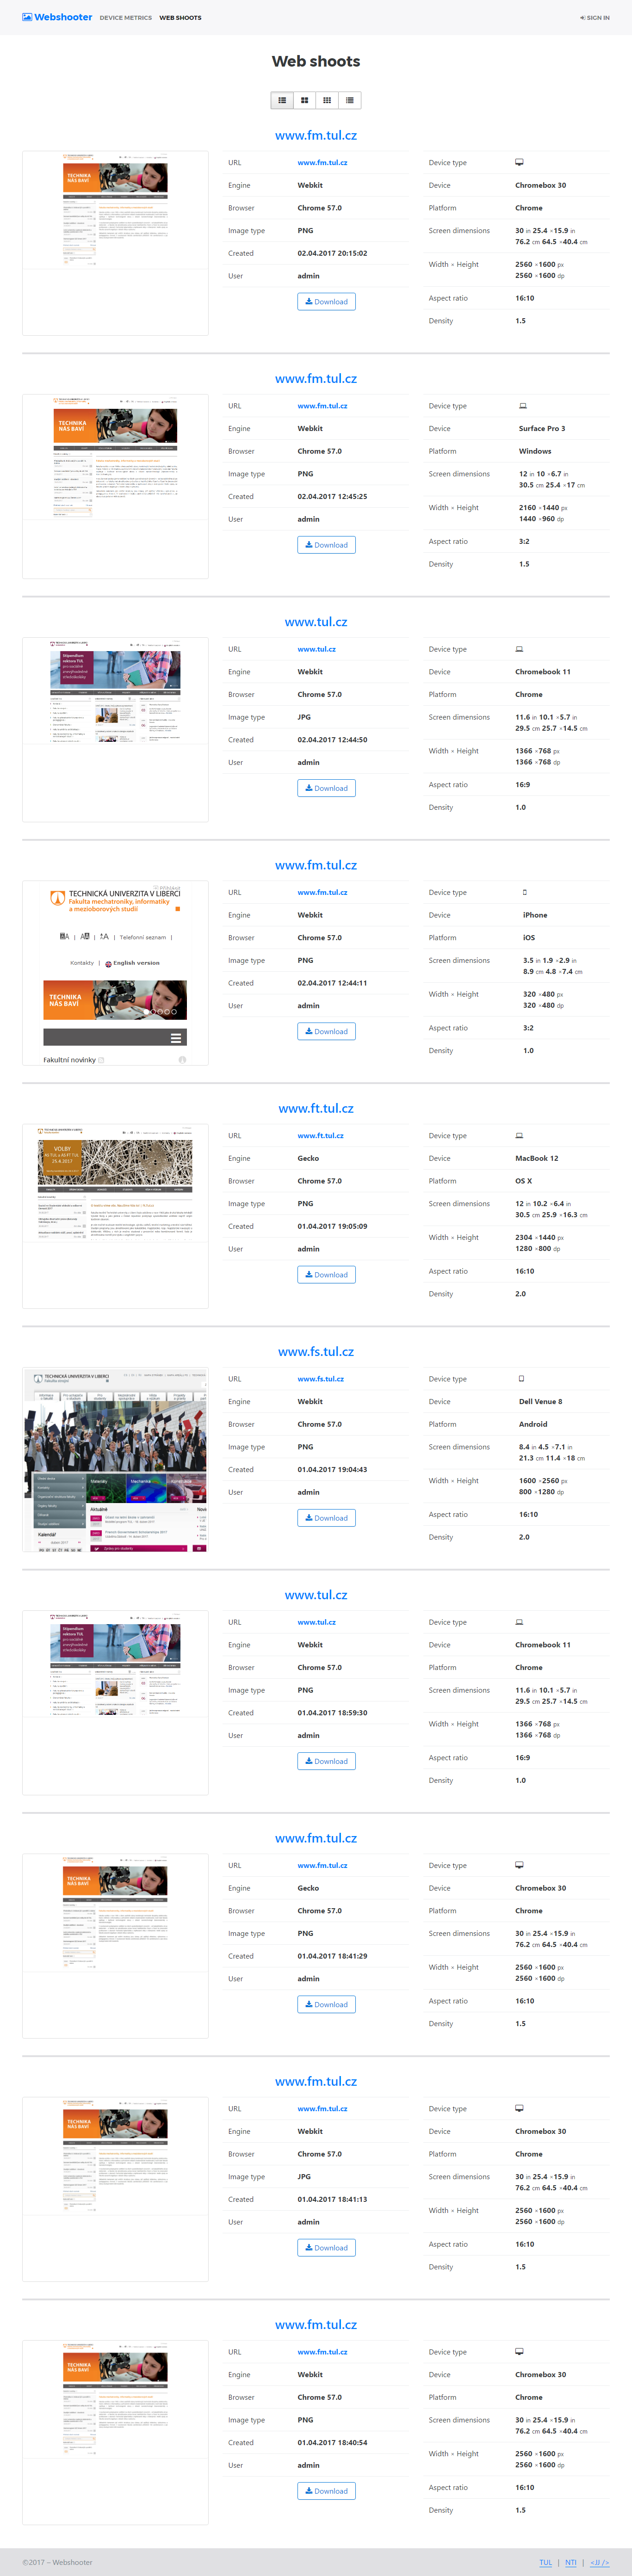 Webshooter DEVICE METRICS WEB SHOOTS SIGN IN
Web shoots
www.fm.tul.cz
TECHNIKA
NÁS BAVÍ
URL www.fm.tul.cz
Engine Webkit
Browser Chrome 57.0
Image type PNG
Created 02.04.2017 20:15:02
User admin
Download
Device type
Device Chromebox 30
Platform Chrome
Screen dimensions 30 in 25.4 ×15.9 in
76.2 cm 64.5 ×40.4 cm
Width × Height 2560 ×1600 px
2560 ×1600 dp
Aspect ratio 16:10
Density 1.5
www.fm.tul.cz
TECHNIKA
NÁS BAVÍ
URL www.fm.tul.cz
Engine Webkit
Browser Chrome 57.0
Image type PNG
Created 02.04.2017 12:45:25
User admin
Download
Device type
Device Surface Pro 3
Platform Windows
Screen dimensions 12 in 10 ×6.7 in
30.5 cm 25.4 ×17 cm
Width × Height 2160 ×1440 px
1440 ×960 dp
Aspect ratio 3:2
Density 1.5
www.tul.cz
URL www.tul.cz
Engine Webkit
Browser Chrome 57.0
Image type JPG
Created 02.04.2017 12:44:50
User admin
Download
Device type
Device Chromebook 11
Platform Chrome
Screen dimensions 11.6 in 10.1 ×5.7 in
29.5 cm 25.7 ×14.5 cm
Width × Height 1366 ×768 px
1366 ×768 dp
Aspect ratio 16:9
Density 1.0
www.fm.tul.cz
TECHNICKÁ UNIVERZITA V LIBERCI
Fakulta mechatroniky, informatiky
a mezioborových studií
Telefonní seznam |
Kontakty | English version
TECHNIKA
NÁS BAVÍ
Fakultní novinky
URL www.fm.tul.cz
Engine Webkit
Browser Chrome 57.0
Image type PNG
Created 02.04.2017 12:44:11
User admin
Download
Device type
Device iPhone
Platform iOS
Screen dimensions 3.5 in 1.9 ×2.9 in
8.9 cm 4.8 ×7.4 cm
Width × Height 320 ×480 px
320 ×480 dp
Aspect ratio 3:2
Density 1.0
www.ft.tul.cz
VOLBY
URL www.ft.tul.cz
Engine Gecko
Browser Chrome 57.0
Image type PNG
Created 01.04.2017 19:05:09
User admin
Download
Device type
Device MacBook 12
Platform OS X
Screen dimensions 12 in 10.2 ×6.4 in
30.5 cm 25.9 ×16.3 cm
Width × Height 2304 ×1440 px
1280 ×800 dp
Aspect ratio 16:10
Density 2.0
www.fs.tul.cz
TECHNICKÁ UNIVERZITA V LIBERCI
Fakulta strojní
Materiály Mechanika
Aktuálně
Kalendář
URL www.fs.tul.cz
Engine Webkit
Browser Chrome 57.0
Image type PNG
Created 01.04.2017 19:04:43
User admin
Download
Device type
Device Dell Venue 8
Platform Android
Screen dimensions 8.4 in 4.5 ×7.1 in
21.3 cm 11.4 ×18 cm
Width × Height 1600 ×2560 px
800 ×1280 dp
Aspect ratio 16:10
Density 2.0
www.tul.cz
URL www.tul.cz
Engine Webkit
Browser Chrome 57.0
Image type PNG
Created 01.04.2017 18:59:30
User admin
Download
Device type
Device Chromebook 11
Platform Chrome
Screen dimensions 11.6 in 10.1 ×5.7 in
29.5 cm 25.7 ×14.5 cm
Width × Height 1366 ×768 px
1366 ×768 dp
Aspect ratio 16:9
Density 1.0
www.fm.tul.cz
TECHNIKA
NÁS BAVÍ
URL www.fm.tul.cz
Engine Gecko
Browser Chrome 57.0
Image type PNG
Created 01.04.2017 18:41:29
User admin
Download
Device type
Device Chromebox 30
Platform Chrome
Screen dimensions 30 in 25.4 ×15.9 in
76.2 cm 64.5 ×40.4 cm
Width × Height 2560 ×1600 px
2560 ×1600 dp
Aspect ratio 16:10
Density 1.5
www.fm.tul.cz
TECHNIKA
NÁS BAVÍ
URL www.fm.tul.cz
Engine Webkit
Browser Chrome 57.0
Image type JPG
Created 01.04.2017 18:41:13
User admin
Download
Device type
Device Chromebox 30
Platform Chrome
Screen dimensions 30 in 25.4 ×15.9 in
76.2 cm 64.5 ×40.4 cm
Width × Height 2560 ×1600 px
2560 ×1600 dp
Aspect ratio 16:10
Density 1.5
www.fm.tul.cz
TECHNIKA
NÁS BAVÍ
URL www.fm.tul.cz
Engine Webkit
Browser Chrome 57.0
Image type PNG
Created 01.04.2017 18:40:54
User admin
Download
Device type
Device Chromebox 30
Platform Chrome
Screen dimensions 30 in 25.4 ×15.9 in
76.2 cm 64.5 ×40.4 cm
Width × Height 2560 ×1600 px
2560 ×1600 dp
Aspect ratio 16:10
Density 1.5
©2017 – Webshooter TUL | NTI | <JJ />